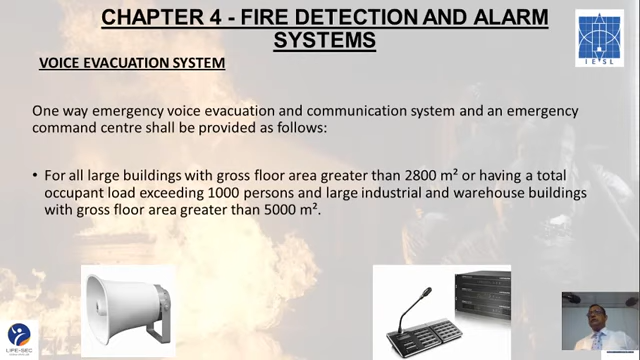 CHAPTER 4 - FIRE DETECTION AND ALARM
SYSTEMS
IESL
VOICE EVACUATION SYSTEM
One way emergency voice evacuation and communication system and an emergency
command centre shall be provided as follows:
• For all large buildings with gross floor area greater than 2800 m² or having a total
occupant load exceeding 1000 persons and large industrial and warehouse buildings
with gross floor area greater than 5000 m².
LIFE-SEC